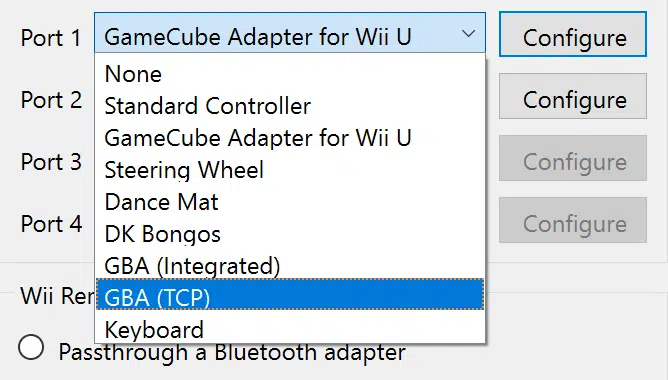 Port 1 GameCube Adapter for Wii U Configure
None
Standard Controller
Port 2 Configure
GameCube Adapter for Wii U
Steering Wheel
Port 3 Configure
Dance Mat
DK Bongos
Port 4 Configure
GBA (Integrated)
Wii Rer
GBA (TCP)
Keyboard
Passthrough a Bluetooth adapter